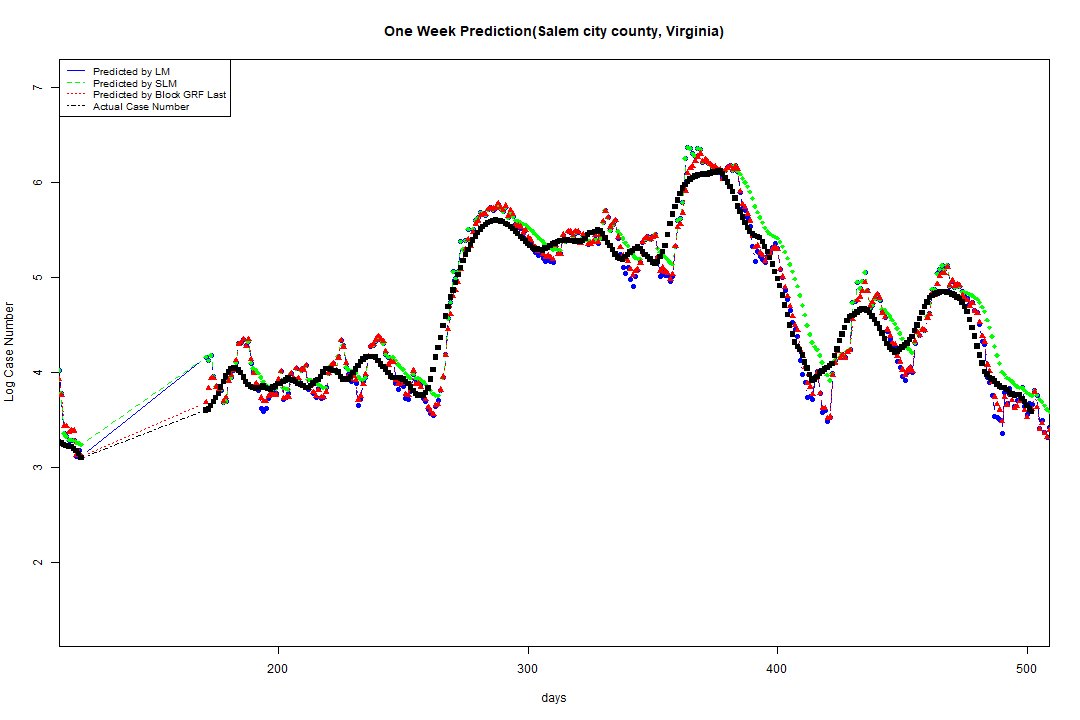 One Week Prediction(Salem city county, Virginia)
Predicted by LM
Predicted by SLM
Predicted by Block GRF Last
Actual Case Number
7
6
5
4
3
2
Log Case Number
200
300
400
500
days